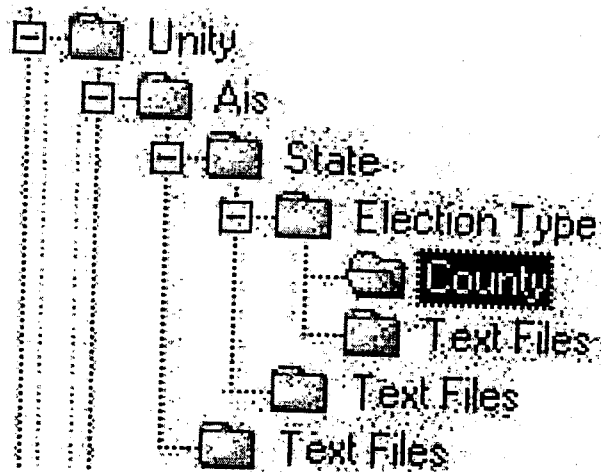 Unity
Ais
State
Election Type
County
Text Files
Text Files
Text Files